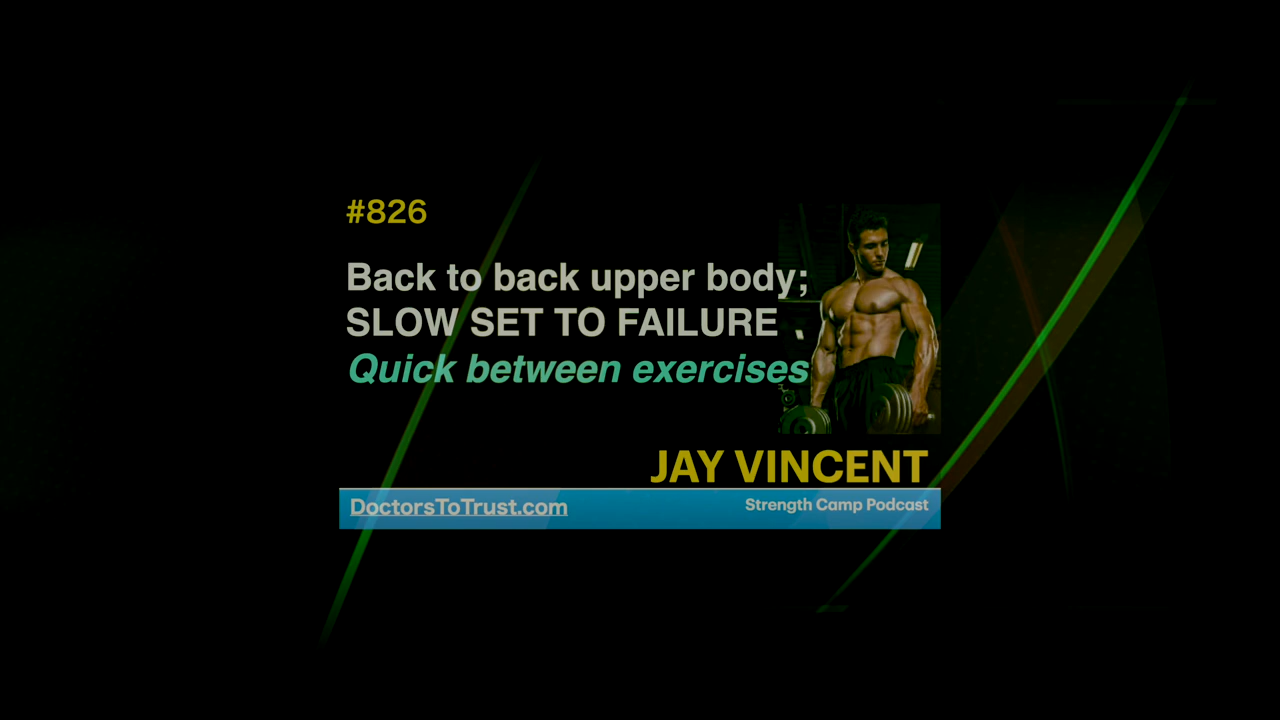 #826
Back to back upper body;
SLOW SET TO FAILURE
Quick between exercises
JAY VINCENT
DoctorsToTrust.com
Strength Camp Podcast